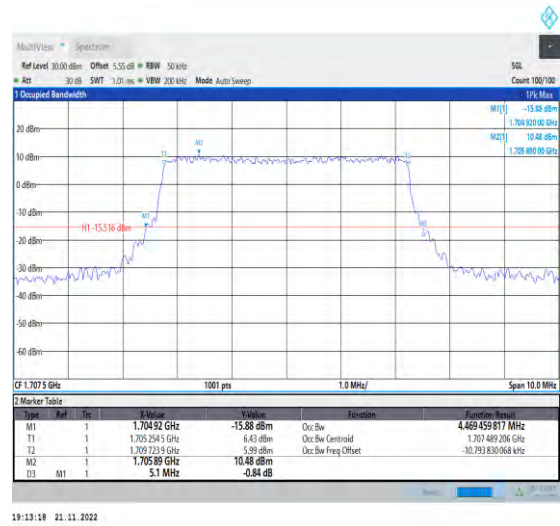 MultiView Spectrum
Ref Level 30.00 dBm Offset 5.55 dB RBW 50 kHz SGL
Att 30 dB SWT 1.01 ms VBW 200 kHz Mode Auto Sweep Count 100/100
1 Occupied Bandwidth 1Pk Max
M1[1] -15.88 dBm
1.704 920 00 GHz
M2[1] 10.48 dBm
1.705 890 00 GHz
20 dBm
M2
10 dBm
T1
0 dBm
-10 dBm
M1
H1 -15.516 dBm
-20 dBm
-30 dBm
-40 dBm
-50 dBm
-60 dBm
CF 1.707 5 GHz 1001 pts 1.0 MHz/ Span 10.0 MHz
2 Marker Table
Type Ref Trc X-Value Y-Value Function Function Result
M1 1 1.704 92 GHz -15.88 dBm Occ Bw 4.469 459 817 MHz
T1 1 1.705 254 5 GHz 6.43 dBm Occ Bw Centroid 1.707 489 206 GHz
T2 1 1.709 723 9 GHz 5.99 dBm Occ Bw Freq Offset -10.793 830 068 kHz
M2 1 1.705 89 GHz 10.48 dBm
D3 M1 1 5.1 MHz -0.84 dB
19:13:18 21.11.2022